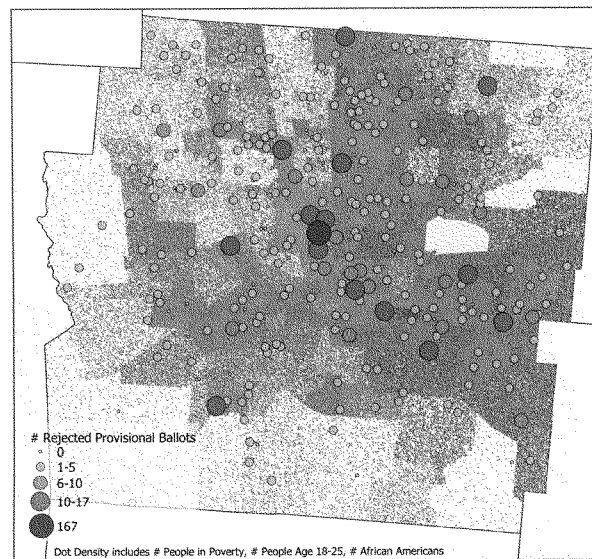 # Rejected Provisional Ballots
0
1-5
6-10
10-17
167
Dot Density includes # People in Poverty, # People Age 18-25, # African Americans